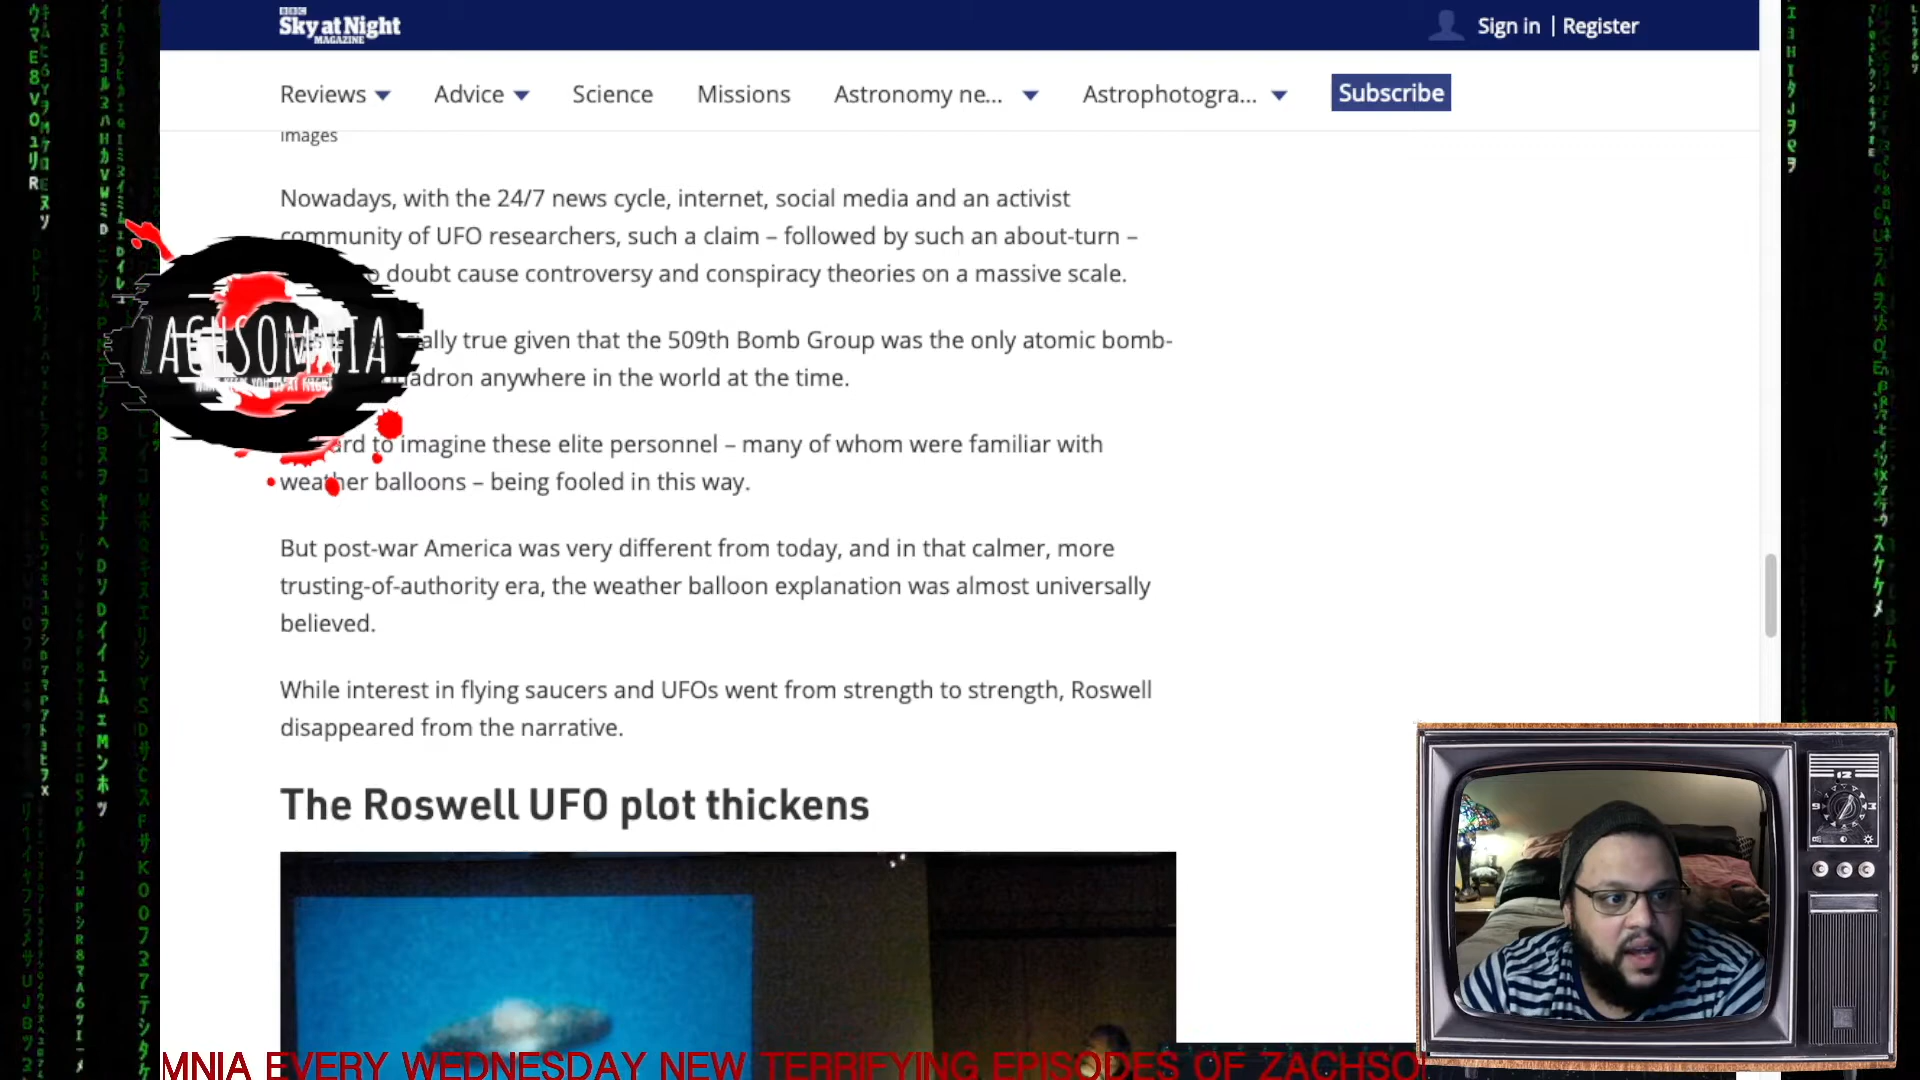 BBC
Sky at Night
MAGAZINE
Sign in | Register
Reviews
Advice
Science
Missions
Astronomy ne...
Astrophotogra...
Subscribe
images
Nowadays, with the 24/7 news cycle, internet, social media and an activist
community of UFO researchers, such a claim – followed by such an about-turn –
doubt cause controversy and conspiracy theories on a massive scale.
true given that the 509th Bomb Group was the only atomic bomb-
anywhere in the world at the time.
to imagine these elite personnel – many of whom were familiar with
weather balloons – being fooled in this way.
But post-war America was very different from today, and in that calmer, more
trusting-of-authority era, the weather balloon explanation was almost universally
believed.
While interest in flying saucers and UFOs went from strength to strength, Roswell
disappeared from the narrative.
The Roswell UFO plot thickens
ZACHSOMNIA
MNIA EVERY WEDNESDAY NEW TERRIFYING EPISODES OF ZACHSO
12
9
3